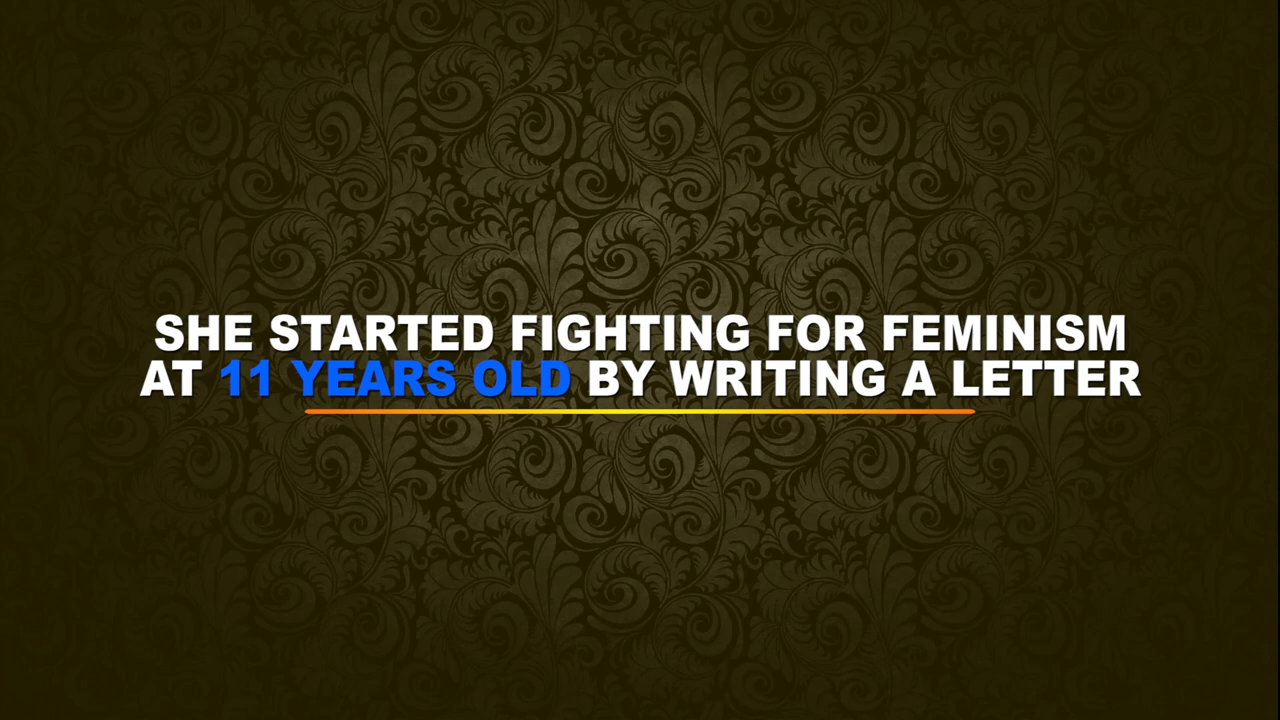 SHE STARTED FIGHTING FOR FEMINISM
AT 11 YEARS OLD BY WRITING A LETTER